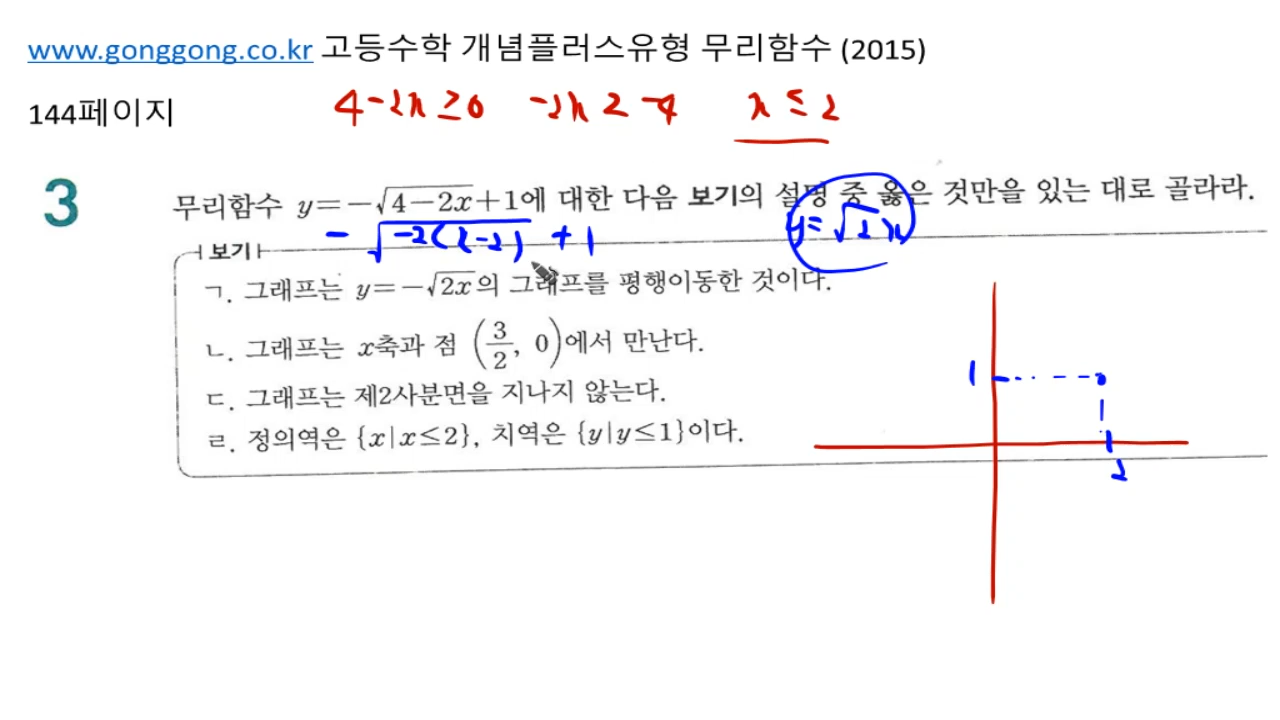 www.gonggong.co.kr 고등수학 개념플러스유형 무리함수 (2015)
144페이지
4-2x≥0 -2x≥-4 x≤2
3
무리함수 y=-√(4-2x)+1에 대한 다음 보기의 설명 중 옳은 것만을 있는 대로 골라라.
-√(-2(x-2)) +1
y=√(2x)
보기
ㄱ. 그래프는 y=-√(2x)의 그래프를 평행이동한 것이다.
ㄴ. 그래프는 x축과 점 (3/2, 0)에서 만난다.
ㄷ. 그래프는 제2사분면을 지나지 않는다.
ㄹ. 정의역은 {x|x≤2}, 치역은 {y|y≤1}이다.
1
2